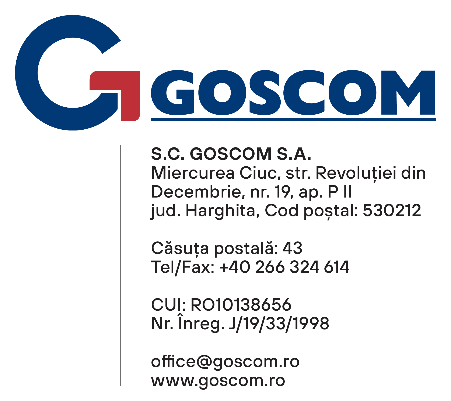 GOSCOM
S.C. GOSCOM S.A.
Miercurea Ciuc, str. Revoluției din
Decembrie, nr. 19, ap. P II
jud. Harghita, Cod poștal: 530212
Căsuța postală: 43
Tel/Fax: +40 266 324 614
CUI: RO10138656
Nr. Înreg. J/19/33/1998
office@goscom.ro
www.goscom.ro